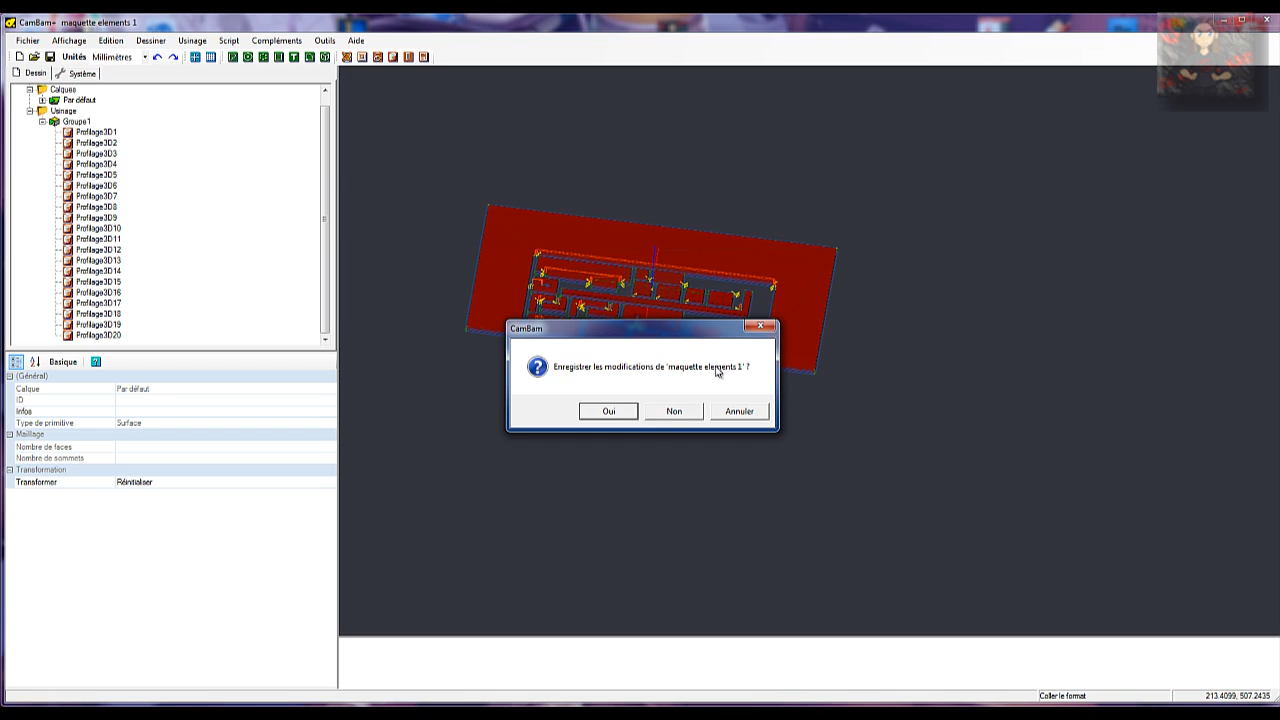 CamBam+ maquette elements 1
Fichier Affichage Edition Dessiner Usinage Script Compléments Outils Aide
Unités Millimètres
Dessin Système
Calques
Par défaut
Usinage
Groupe1
Profilage3D1
Profilage3D2
Profilage3D3
Profilage3D4
Profilage3D5
Profilage3D6
Profilage3D7
Profilage3D8
Profilage3D9
Profilage3D10
Profilage3D11
Profilage3D12
Profilage3D13
Profilage3D14
Profilage3D15
Profilage3D16
Profilage3D17
Profilage3D18
Profilage3D19
Profilage3D20
Basique
(Général)
Calque Par défaut
ID
Infos
Type de primitive Surface
Maillage
Nombre de faces
Nombre de sommets
Transformation
Transformer Réinitialiser
CamBam
Enregistrer les modifications de 'maquette elements 1' ?
Oui Non Annuler
Coller le format 213.4099, 507.2435